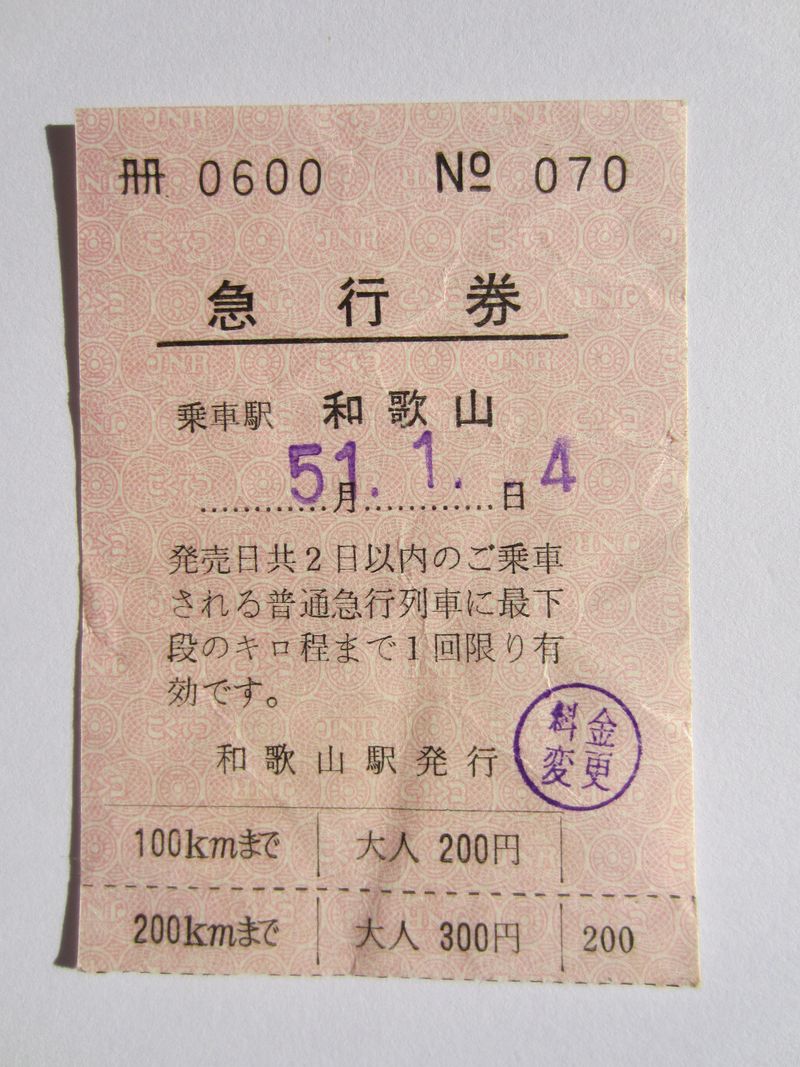 冊 0600 № 070
急行券
乗車駅 和歌山
51.1.-4
............月............日
発売日共2日以内のご乗車
される普通急行列車に最下
段のキロ程まで1回限り有
効です。
和歌山駅発行
料金
変更
100kmまで 大人 200円
200kmまで 大人 300円 200